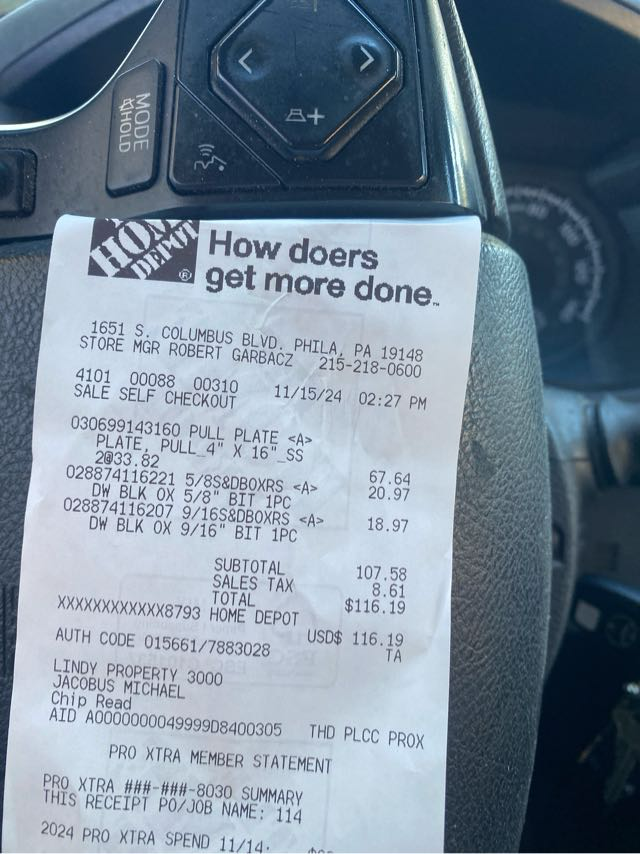 MODE
HOLD
HOME
DEPOT
How doers
get more done.™
1651 S. COLUMBUS BLVD. PHILA, PA 19148
STORE MGR ROBERT GARBACZ 215-218-0600
4101 00088 00310 11/15/24 02:27 PM
SALE SELF CHECKOUT
030699143160 PULL PLATE <A>
PLATE, PULL_4" X 16"_SS
2@33.82 67.64
028874116221 5/8S&DBOXRS <A> 20.97
DW BLK OX 5/8" BIT 1PC
028874116207 9/16S&DBOXRS <A> 18.97
DW BLK OX 9/16" BIT 1PC
SUBTOTAL 107.58
SALES TAX 8.61
TOTAL $116.19
XXXXXXXXXXXX8793 HOME DEPOT
USD$ 116.19
AUTH CODE 015661/7883028 TA
LINDY PROPERTY 3000
JACOBUS MICHAEL
Chip Read
AID A0000000049999D8400305 THD PLCC PROX
PRO XTRA MEMBER STATEMENT
PRO XTRA ###-###-8030 SUMMARY
THIS RECEIPT PO/JOB NAME: 114
2024 PRO XTRA SPEND 11/14: